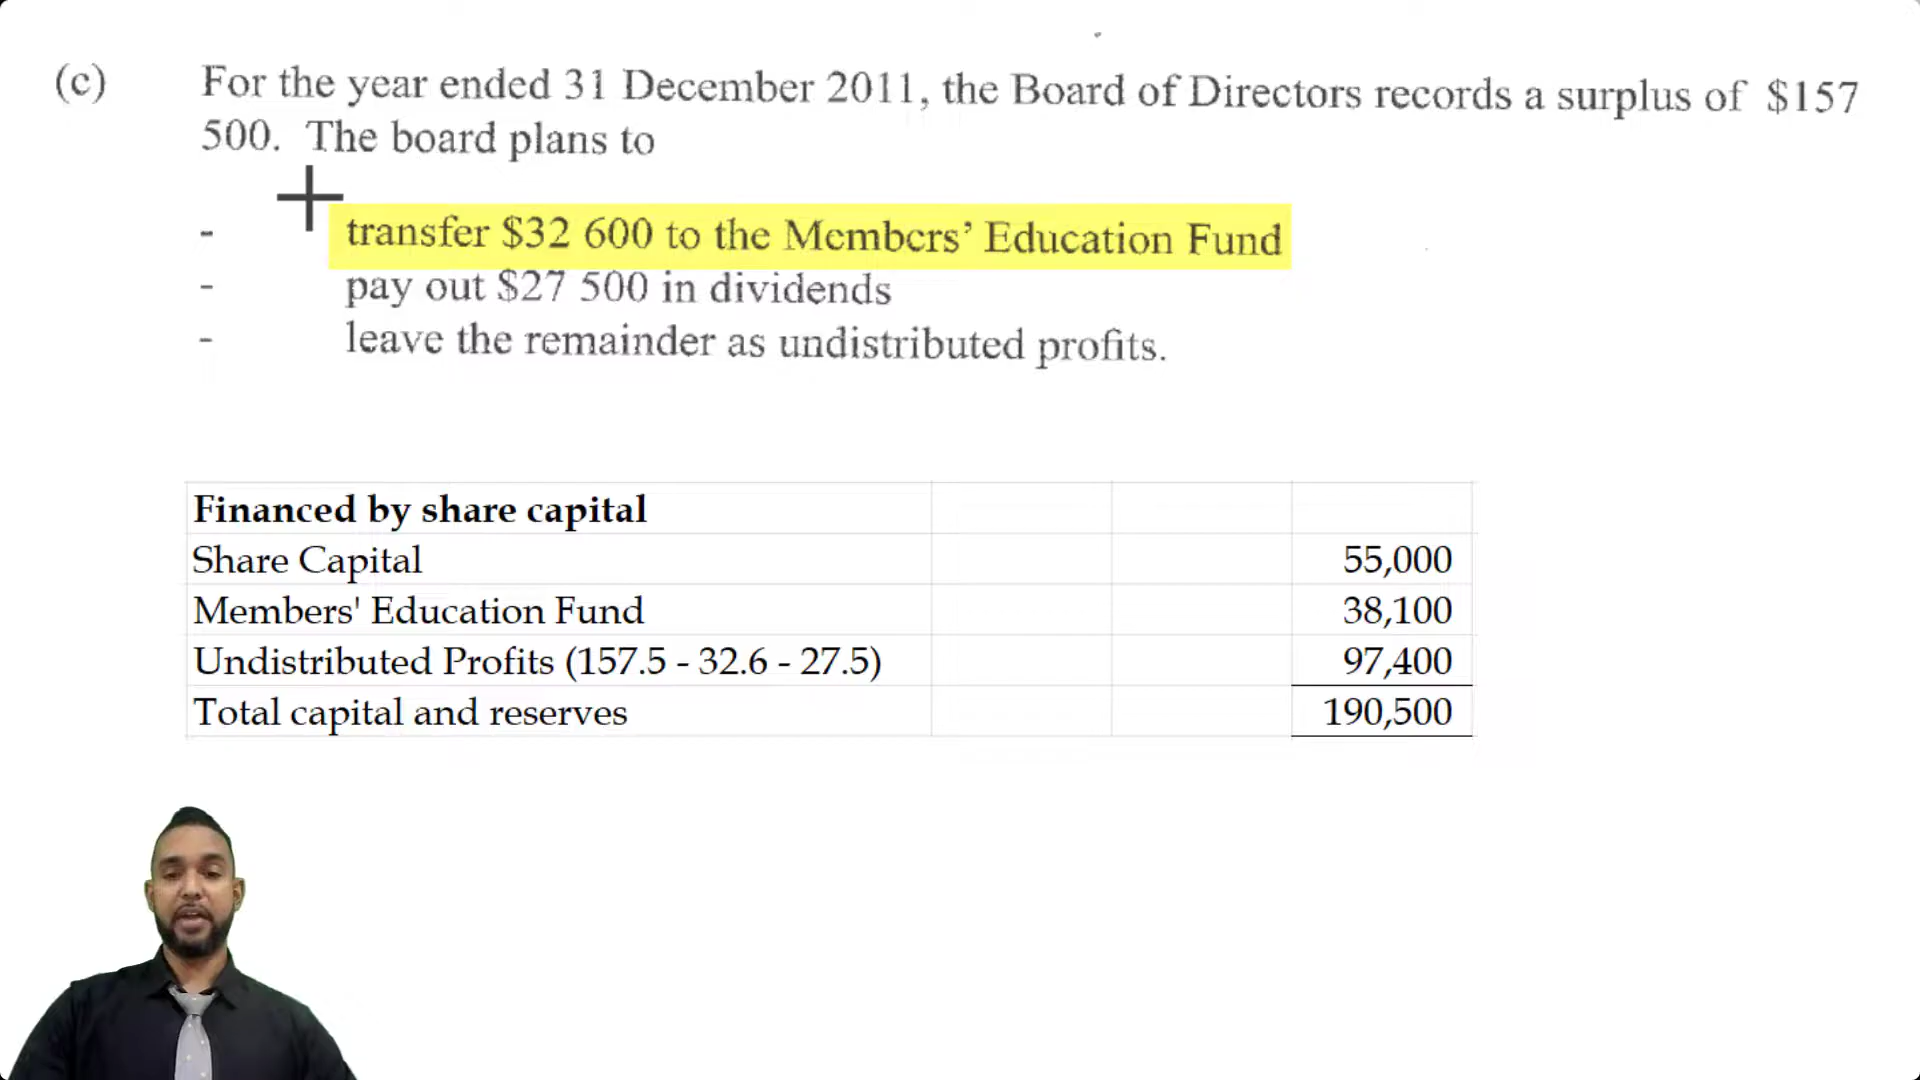 (c) For the year ended 31 December 2011, the Board of Directors records a surplus of $157
500. The board plans to
- transfer $32 600 to the Members’ Education Fund
- pay out $27 500 in dividends
- leave the remainder as undistributed profits.
Financed by share capital
Share Capital 55,000
Members' Education Fund 38,100
Undistributed Profits (157.5 - 32.6 - 27.5) 97,400
Total capital and reserves 190,500